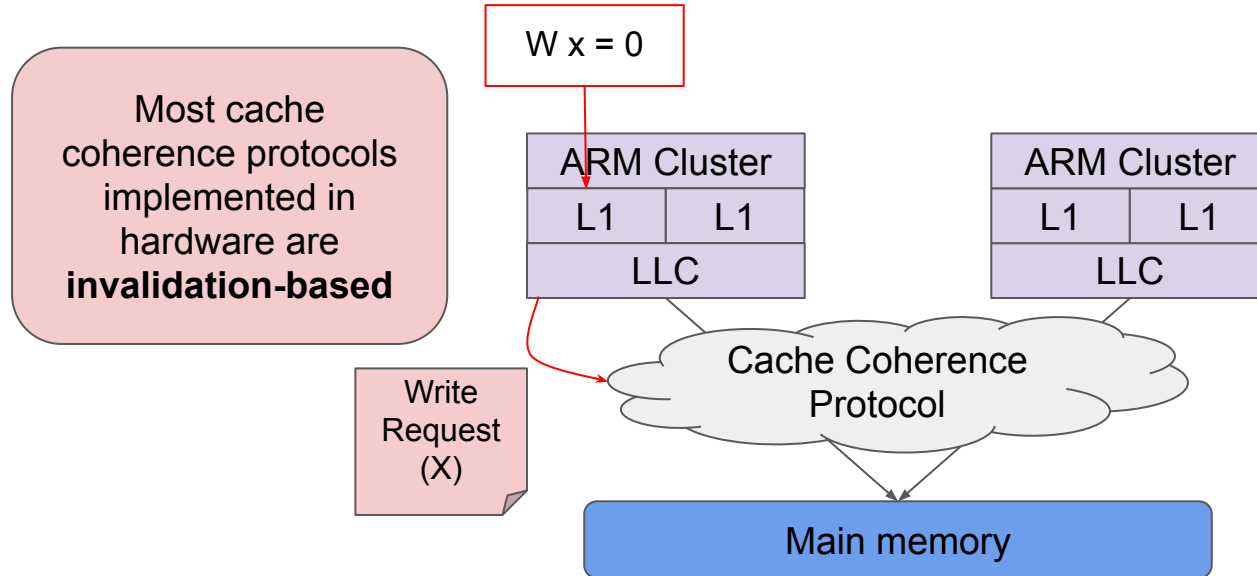 W x = 0
Most cache
coherence protocols
implemented in
hardware are
invalidation-based
ARM Cluster
L1
L1
LLC
ARM Cluster
L1
L1
LLC
Cache Coherence
Protocol
Write
Request
(X)
Main memory